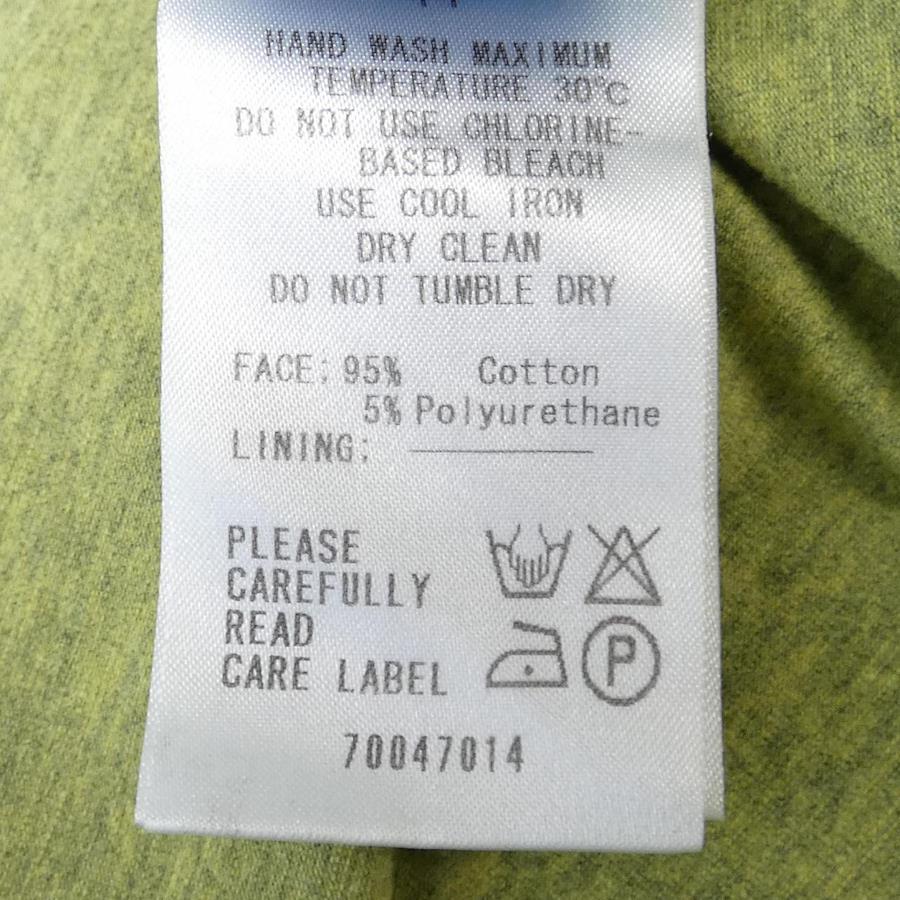 HAND WASH MAXIMUM
TEMPERATURE 30°C
DO NOT USE CHLORINE-
BASED BLEACH
USE COOL IRON
DRY CLEAN
DO NOT TUMBLE DRY
FACE: 95% Cotton
5% Polyurethane
LINING:
PLEASE
CAREFULLY
READ
CARE LABEL
P
70047014